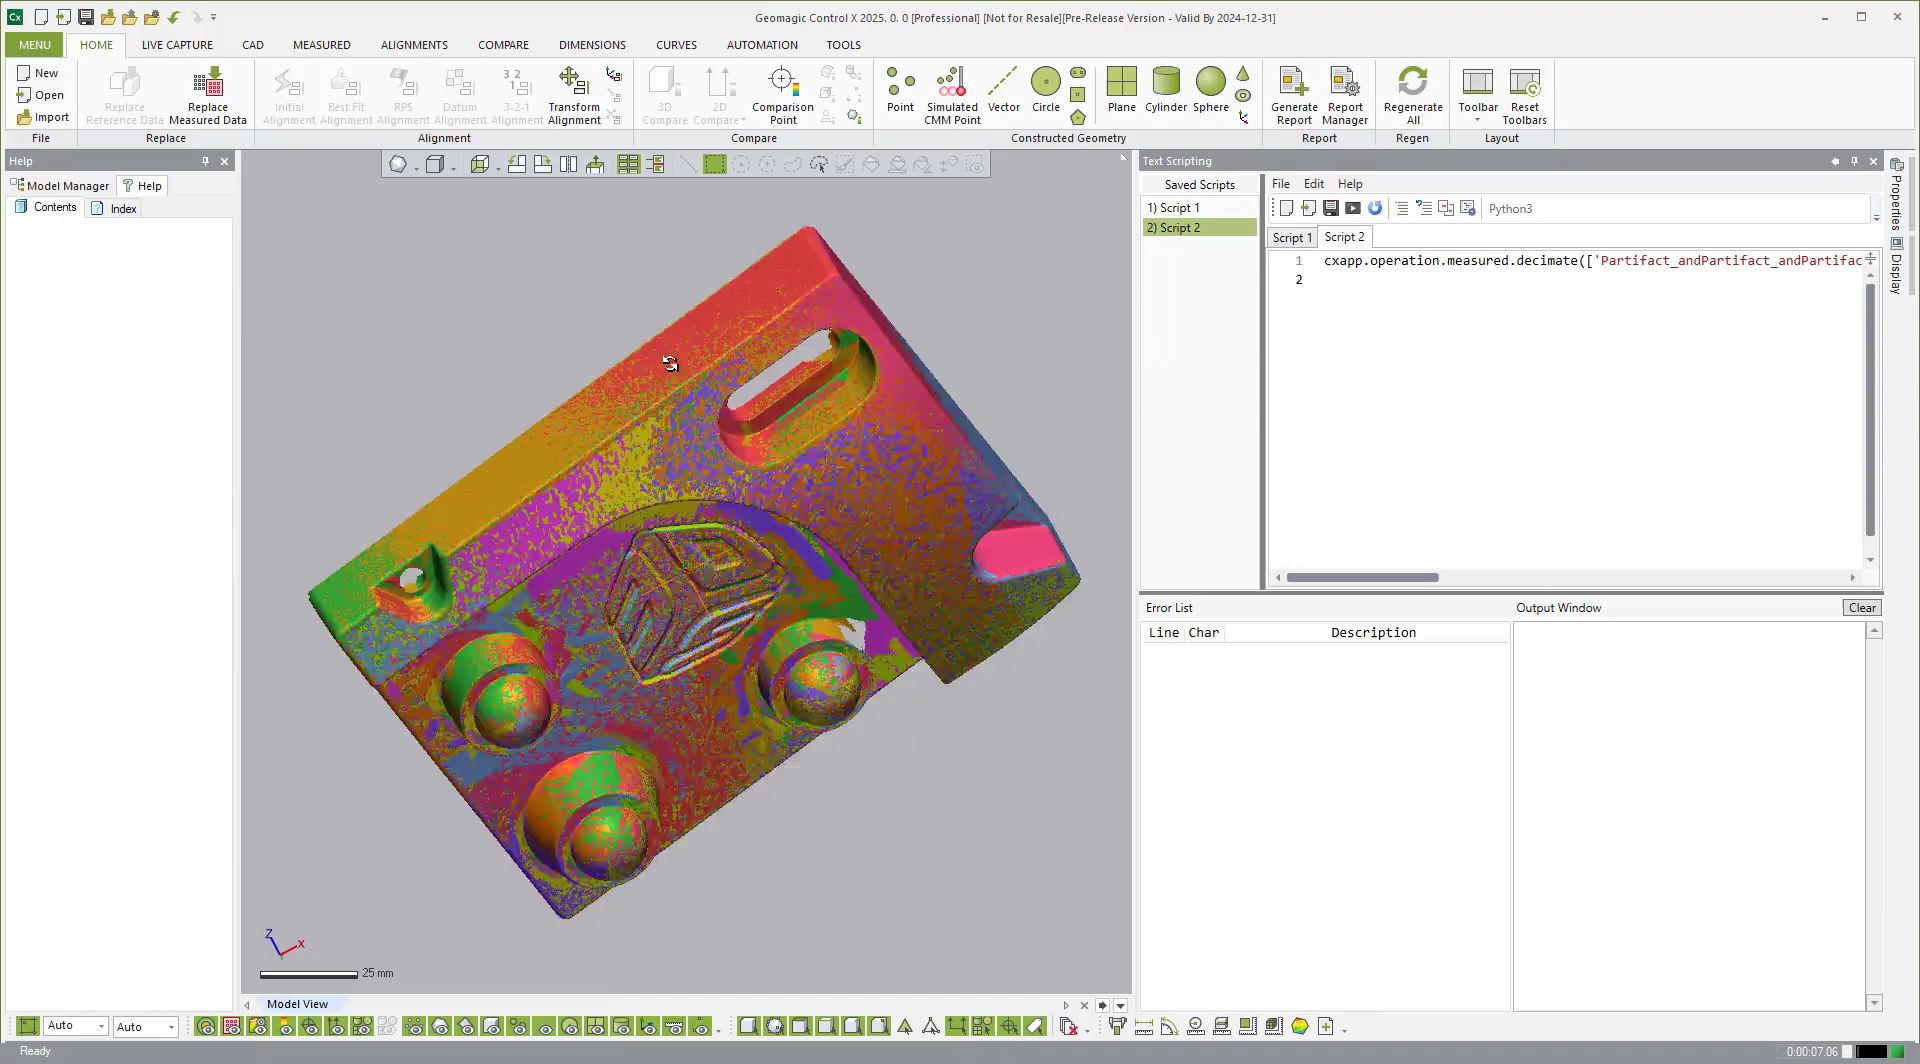 Cx
Geomagic Control X 2025. 0. 0 [Professional] [Not for Resale][Pre-Release Version - Valid By 2024-12-31]
MENU HOME LIVE CAPTURE CAD MEASURED ALIGNMENTS COMPARE DIMENSIONS CURVES AUTOMATION TOOLS
New
Open
Import
File
Replace Reference Data
Replace Measured Data
Replace
Initial Alignment
Best Fit Alignment
RPS Alignment
Datum Alignment
3-2-1 Alignment
Transform Alignment
Alignment
3D Compare
2D Compare
Comparison Point
Compare
Point
Simulated CMM Point
Vector
Circle
Plane
Cylinder
Sphere
Constructed Geometry
Generate Report
Report Manager
Report
Regenerate All
Regen
Toolbar
Reset Toolbars
Layout
Help
Model Manager
Help
Contents
Index
Text Scripting
Saved Scripts
1) Script 1
2) Script 2
File Edit Help
Python3
Script 1
Script 2
1 cxapp.operation.measured.decimate(['Partifact_andPartifact_andPartifac
2
Properties
Display
Error List
Output Window
Clear
Line Char Description
Z
X
25 mm
Model View
Auto
Auto
Ready
0:00:07.06